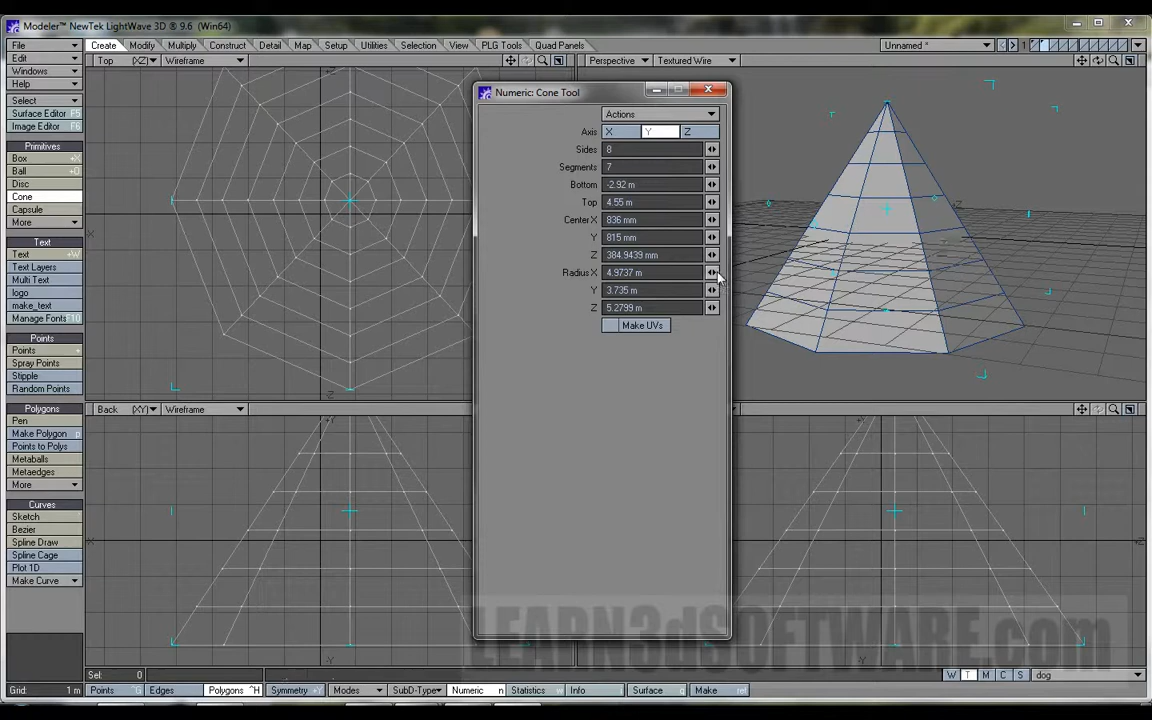 Modeler™ NewTek LightWave 3D ® 9.6 (Win64)
File
Create Modify Multiply Construct Detail Map Setup Utilities Selection View PLG Tools Quad Panels
Unnamed * 1
Edit
Top (XZ) Wireframe
Perspective Textured Wire
Windows
Help
Select
Surface Editor F5
Image Editor F6
Primitives
Box +X
Ball +O
Disc
Cone
Capsule
More
Text
Text +W
Text Layers
Multi Text
logo
make_text
Manage Fonts F10
Points
Points +
Spray Points
Stipple
Random Points
Polygons
Pen
Make Polygon p
Points to Polys
Metaballs
Metaedges
More
Curves
Sketch
Bezier
Spline Draw
Spline Cage
Plot 1D
Make Curve
Back (XY) Wireframe
Numeric: Cone Tool
Actions
Axis X Y Z
Sides 8
Segments 7
Bottom -2.92 m
Top 4.55 m
Center X 836 mm
Y 815 mm
Z 384.9439 mm
Radius X 4.9737 m
Y 3.735 m
Z 5.2799 m
Make UVs
LEARN3dSOFTWARE.com
Sel: 0
W T M C S dog
Grid: 1 m
Points ^G Edges Polygons ^H Symmetry +Y Modes SubD-Type Numeric n Statistics w Info i Surface q Make ret